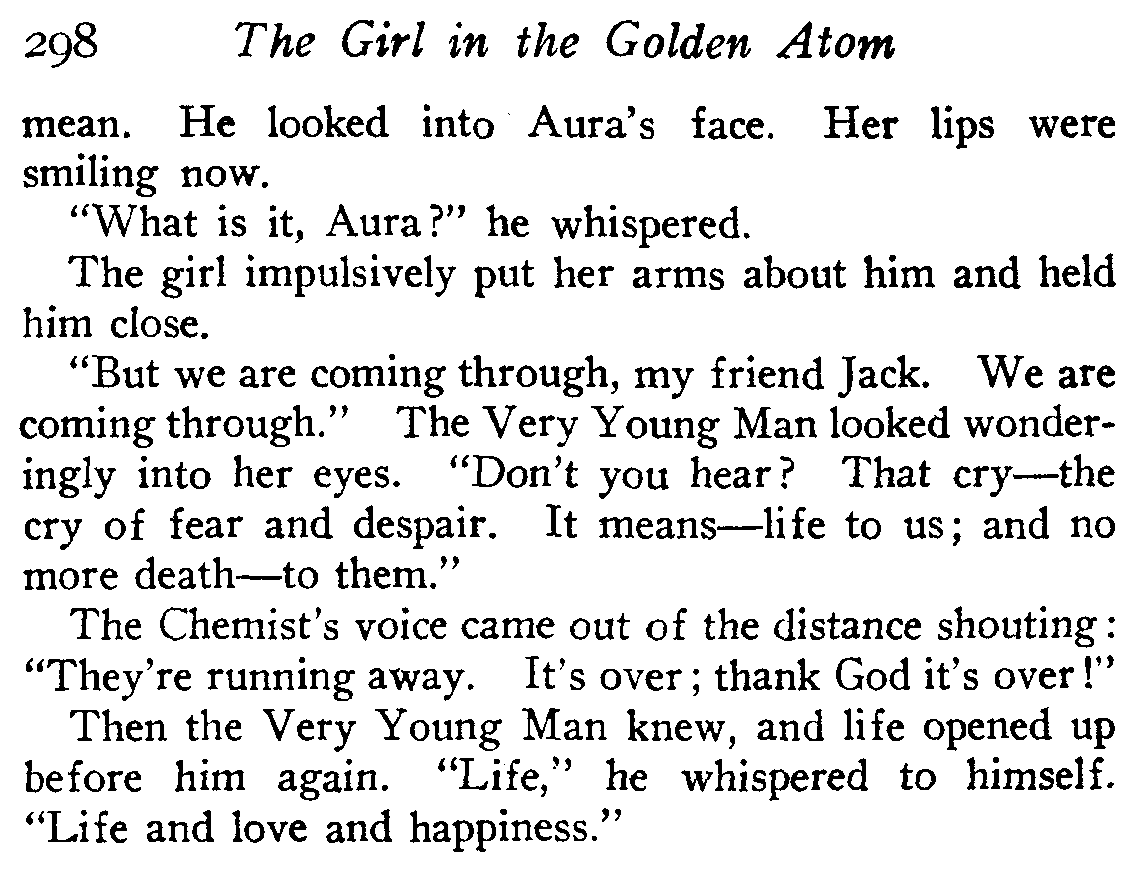 298 The Girl in the Golden Atom
mean. He looked into Aura's face. Her lips were
smiling now.
"What is it, Aura?" he whispered.
The girl impulsively put her arms about him and held
him close.
"But we are coming through, my friend Jack. We are
coming through." The Very Young Man looked wonder-
ingly into her eyes. "Don't you hear? That cry—the
cry of fear and despair. It means—life to us; and no
more death—to them."
The Chemist's voice came out of the distance shouting:
"They're running away. It's over; thank God it's over!"
Then the Very Young Man knew, and life opened up
before him again. "Life," he whispered to himself.
"Life and love and happiness."